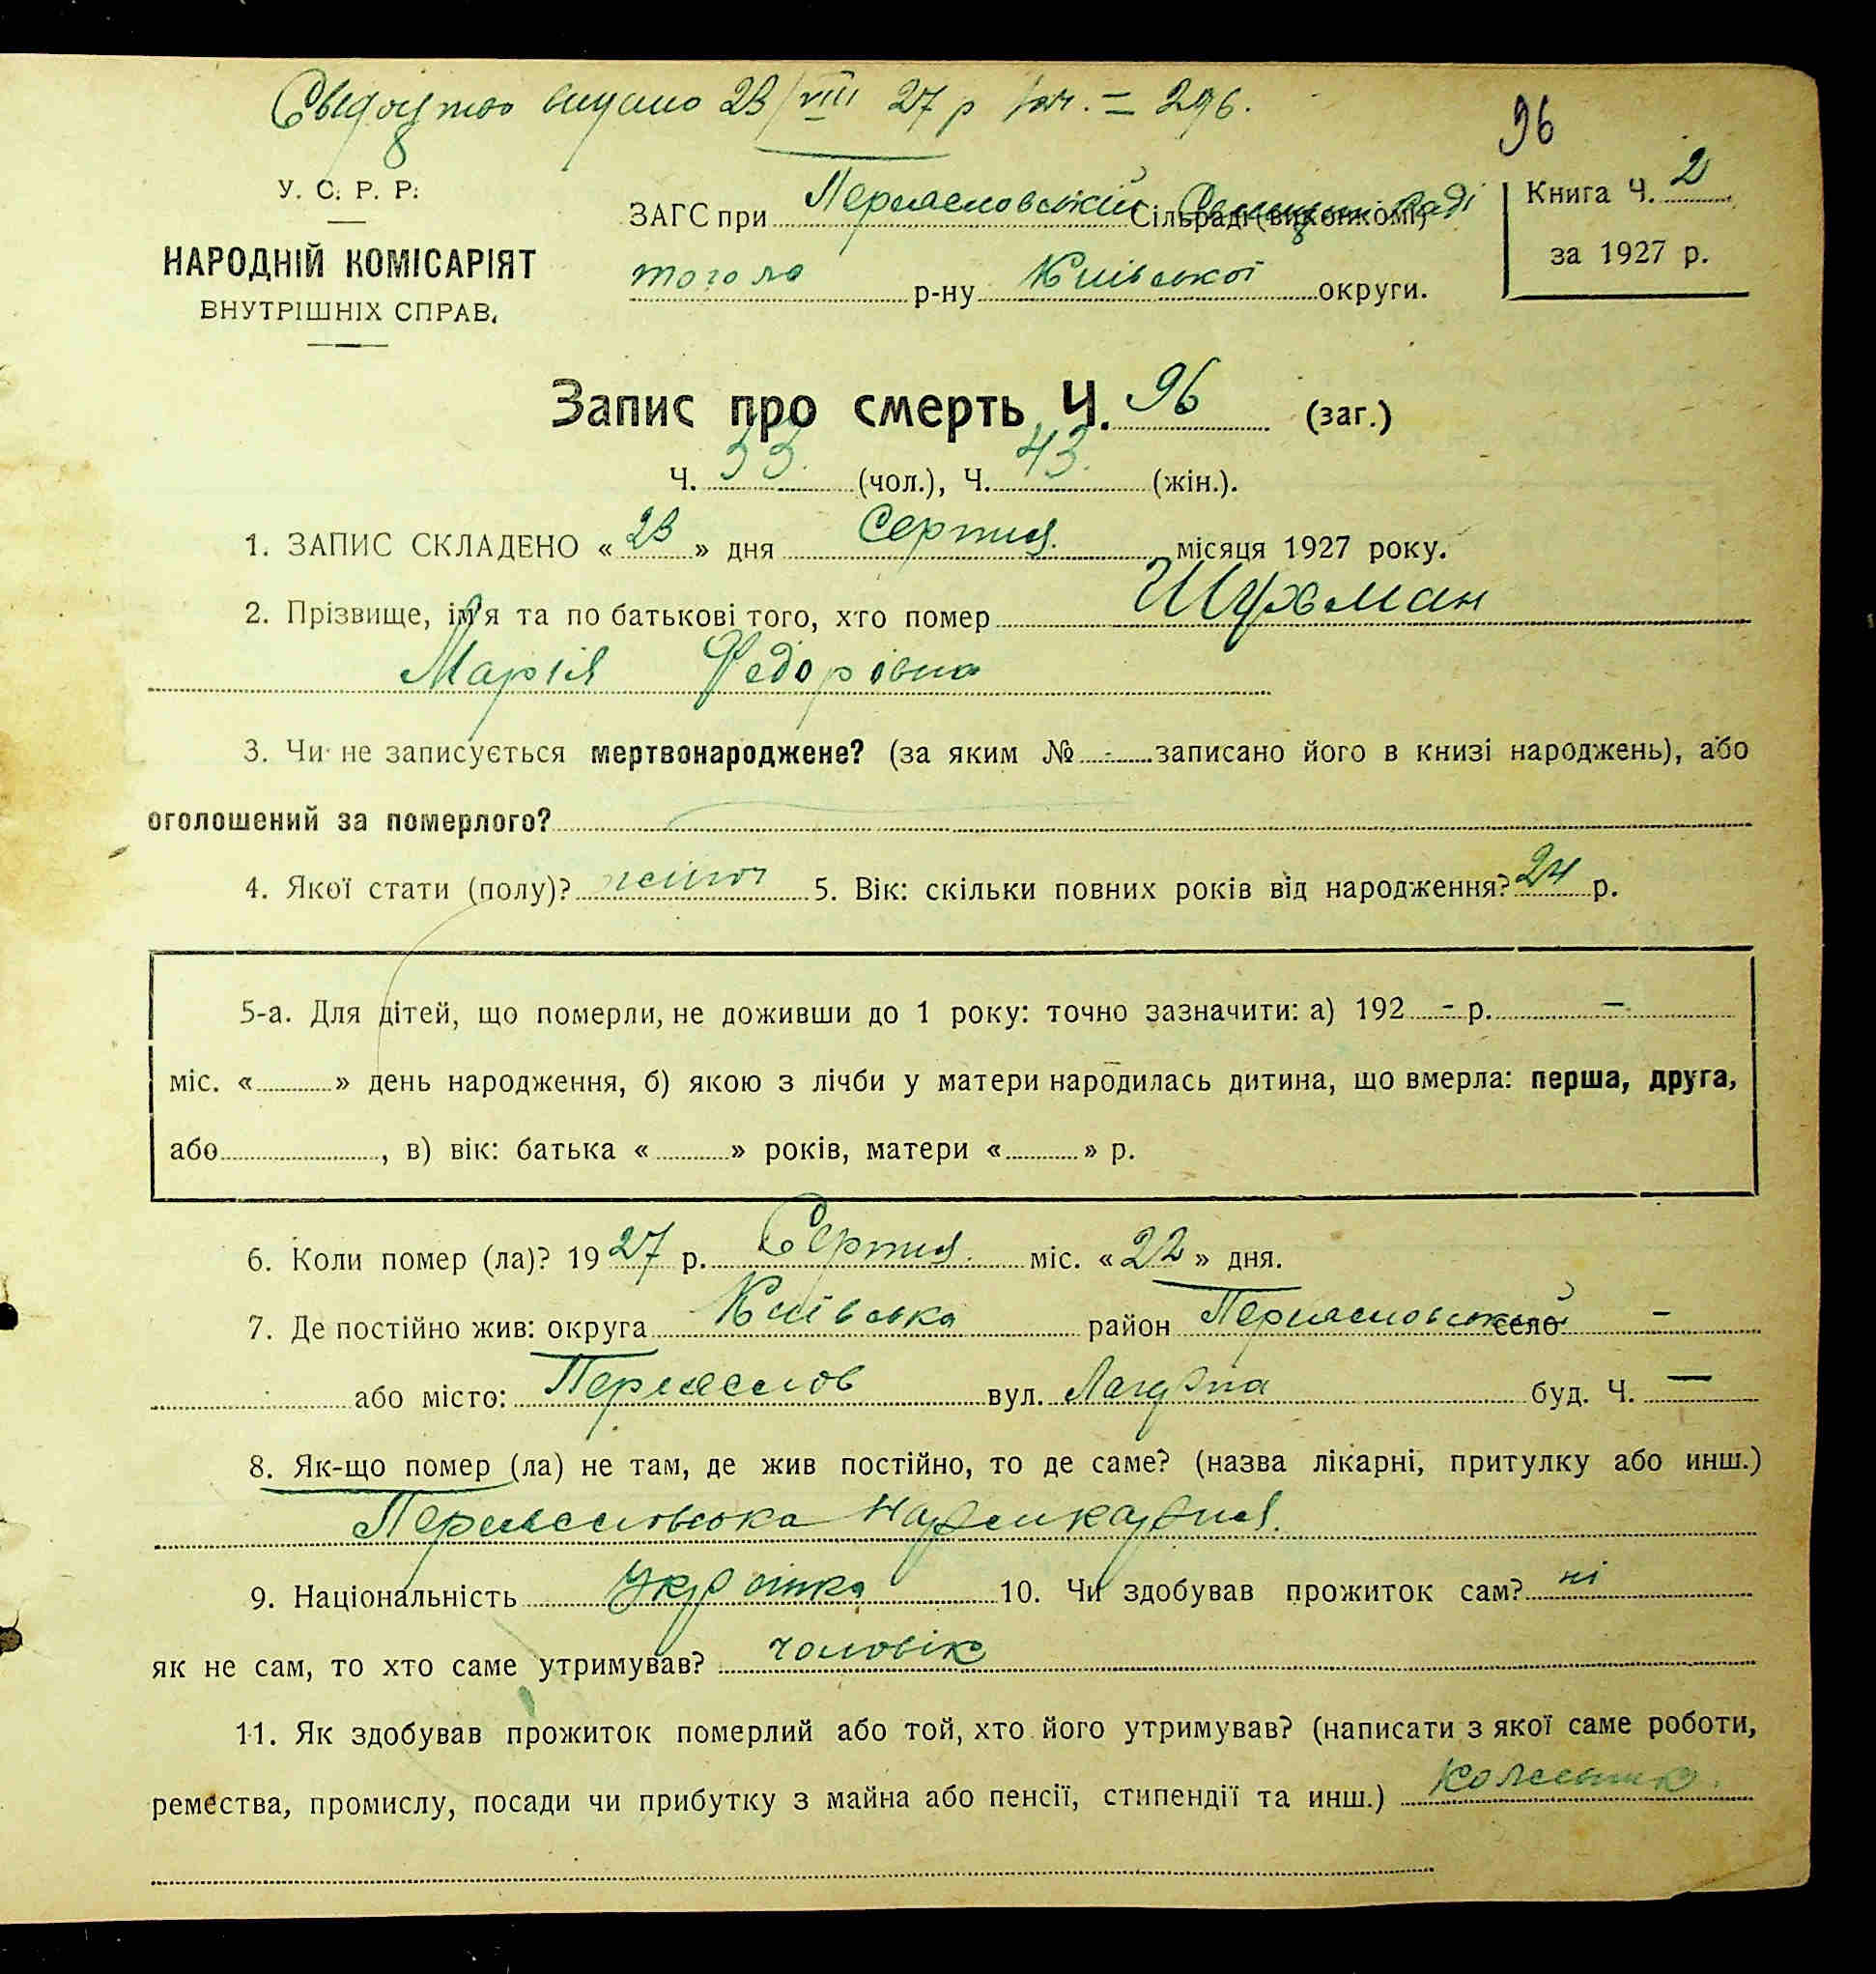 Свідоцтво видано 23/VIII 27 р = 296.
96
У. С. Р. Р.
НАРОДНІЙ КОМІСАРІЯТ
ВНУТРІШНІХ СПРАВ.
ЗАГС при Переяславській Сільраді (виконкомі) Селищн. Раді
того ж р-ну Київської округи.
Книга Ч. 2
за 1927 р.
Запис про смерть Ч. 96 (заг.)
Ч. 53. (чол.), Ч. 43. (жін.).
1. ЗАПИС СКЛАДЕНО « 23 » дня Серпня місяця 1927 року.
2. Прізвище, ім'я та по батькові того, хто помер Шухман
Марія Федорівна
3. Чи не записується мертвонароджене? (за яким № - записано його в книзі народжень), або
оголошений за померлого?
4. Якої стати (полу)? жіноч 5. Вік: скільки повних років від народження? 24 р.
5-а. Для дітей, що померли, не доживши до 1 року: точно зазначити: а) 192 - р. -
міс. « » день народження, б) якою з лічби у матери народилась дитина, що вмерла: перша, друга,
або , в) вік: батька « » років, матери « » р.
6. Коли помер (ла)? 1927 р. Серпня міс. « 22 » дня.
7. Де постійно жив: округа Київська район Переяславський село -
або місто: Переяслов вул. буд. Ч. —
8. Як-що помер (ла) не там, де жив постійно, то де саме? (назва лікарні, притулку або инш.)
Переяславська
9. Національність Укр аїнка 10. Чи здобував прожиток сам? ні
як не сам, то хто саме утримував? чоловік
11. Як здобував прожиток померлий або той, хто його утримував? (написати з якої саме роботи,
ремества, промислу, посади чи прибутку з майна або пенсії, стипендії та инш.)